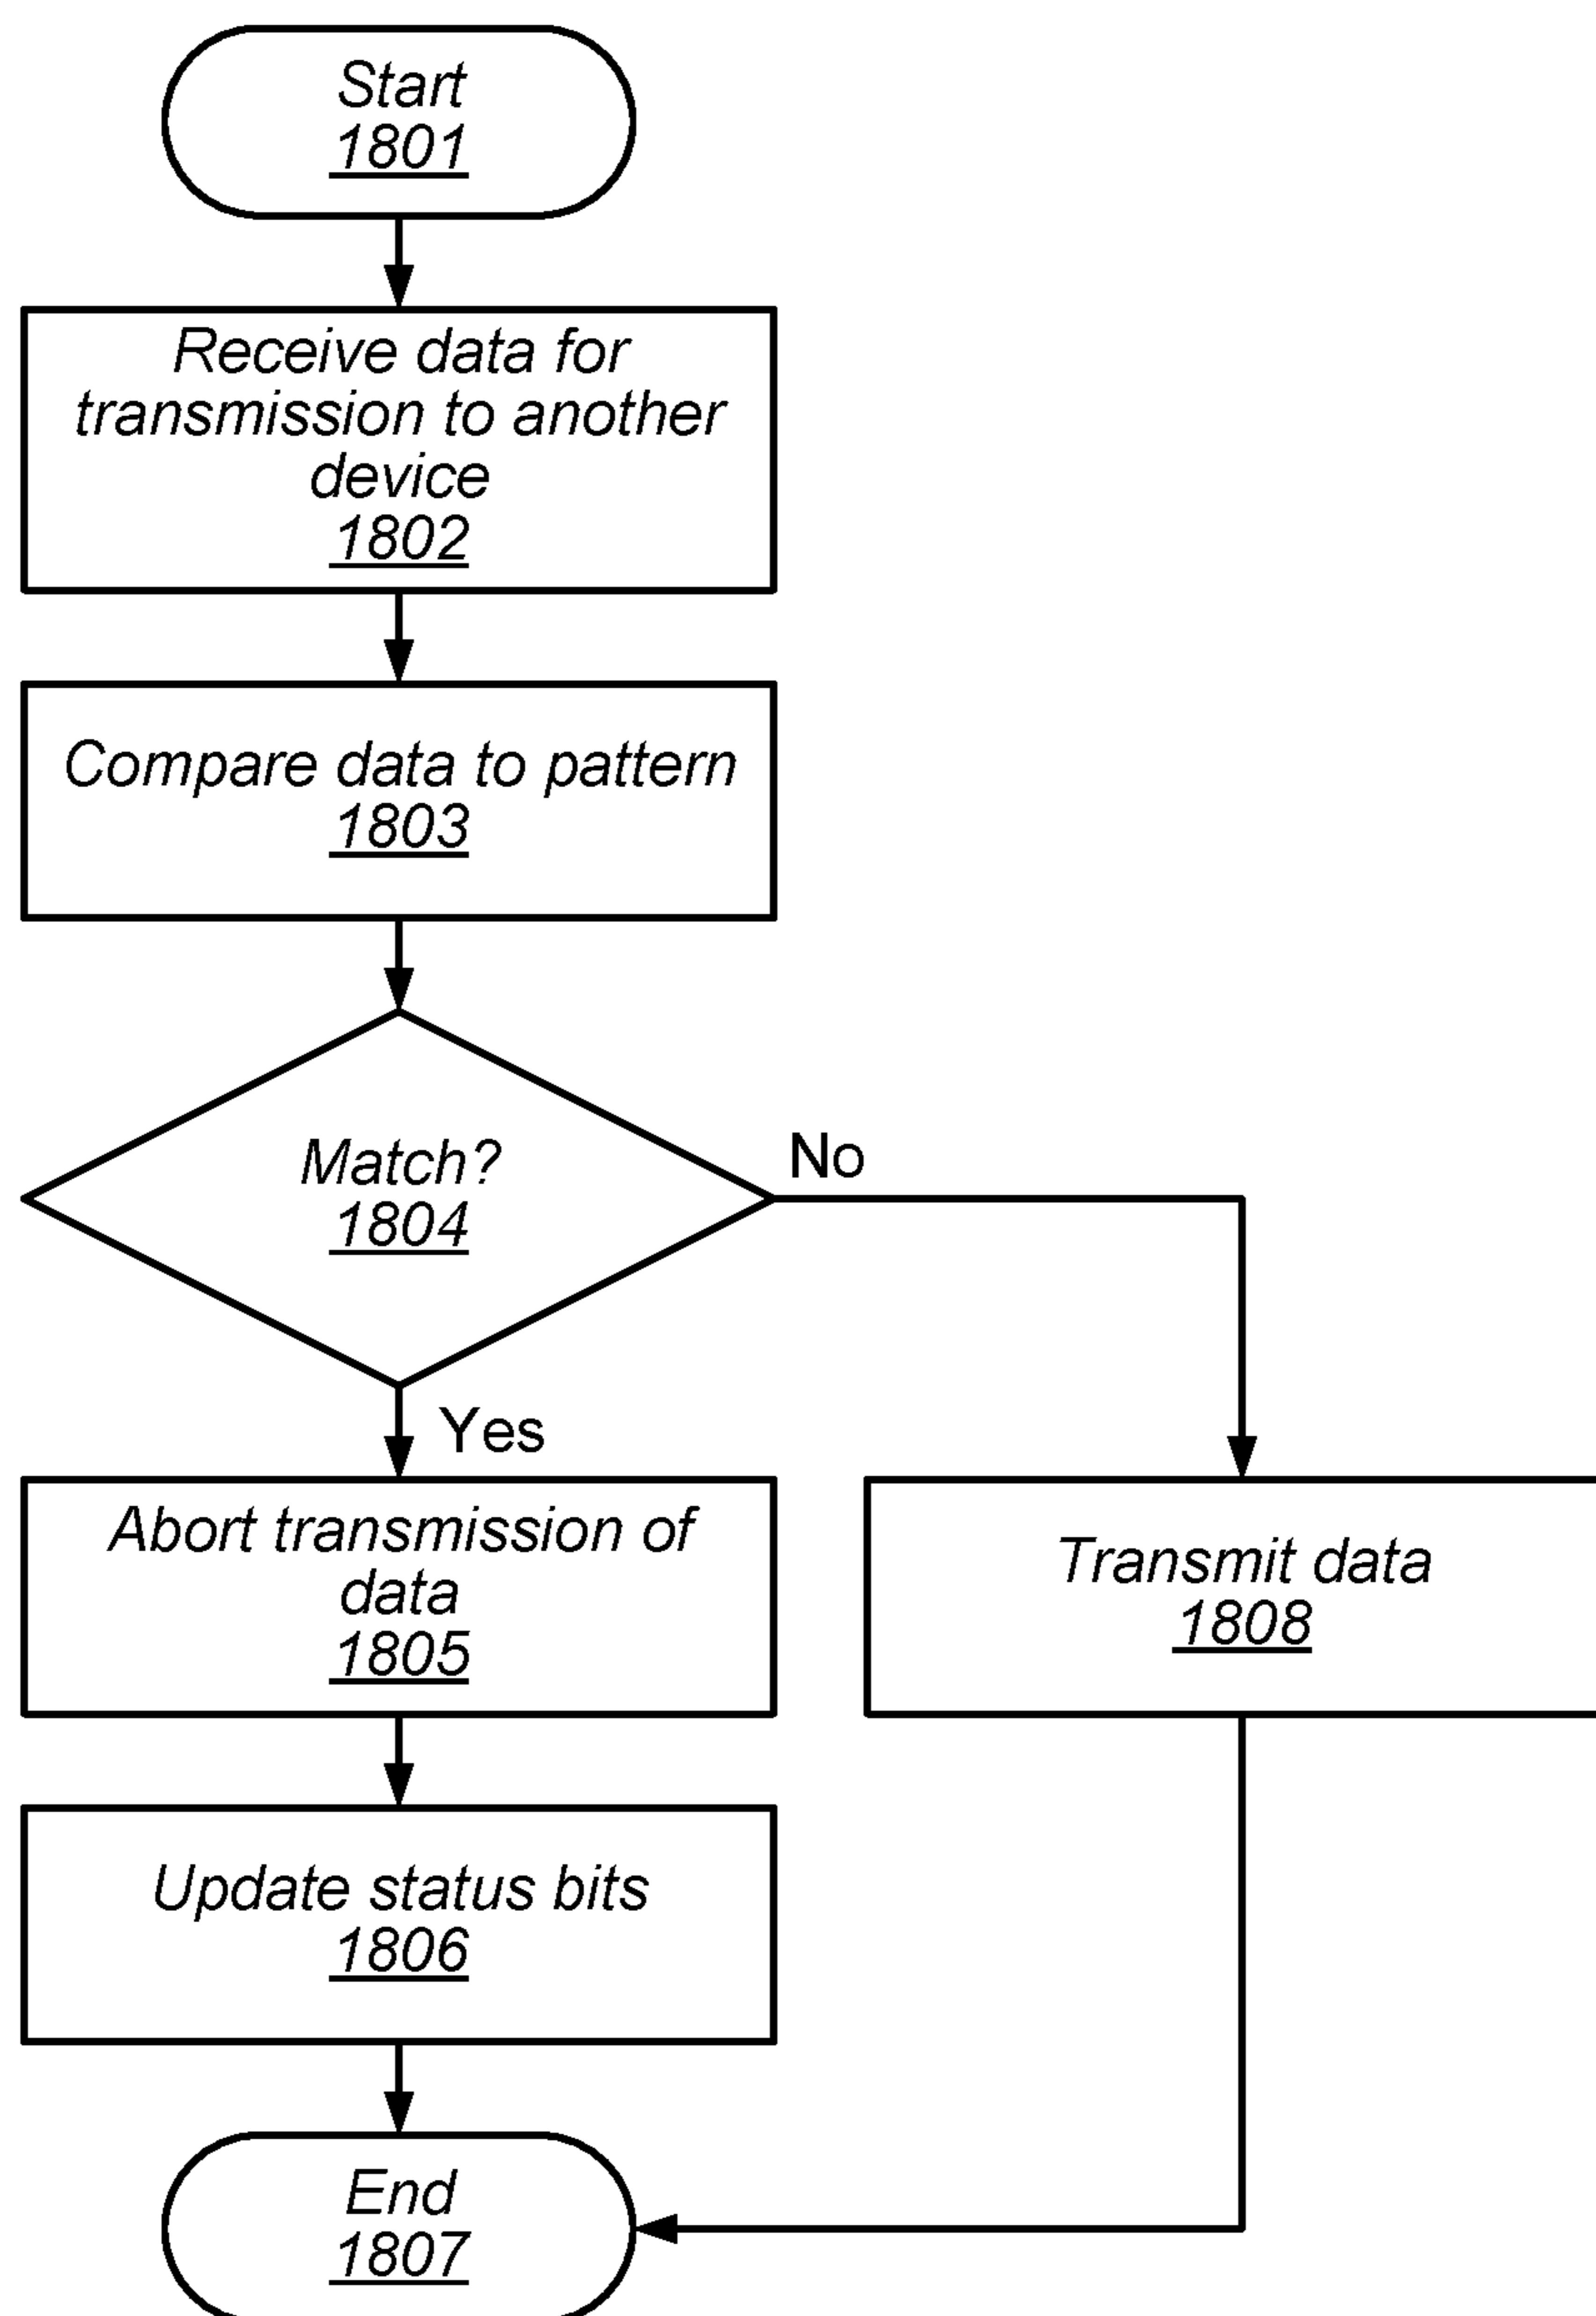 Start
1801
Receive data for
transmission to another
device
1802
Compare data to pattern
1803
Match?
1804
No
Yes
Abort transmission of
data
1805
Transmit data
1808
Update status bits
1806
End
1807